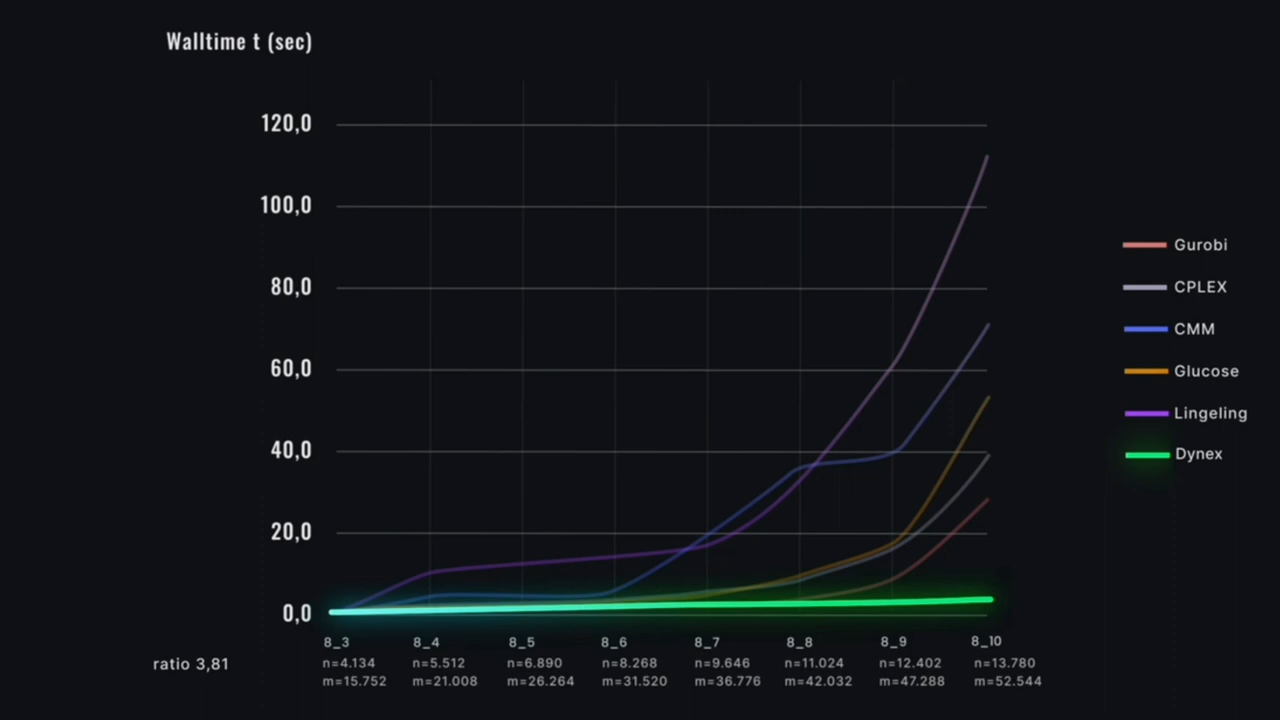 Walltime t (sec)
120,0
100,0
80,0
60,0
40,0
20,0
0,0
Gurobi
CPLEX
CMM
Glucose
Lingeling
Dynex
8_3 8_4 8_5 8_6 8_7 8_8 8_9 8_10
ratio 3,81 n=4.134 n=5.512 n=6.890 n=8.268 n=9.646 n=11.024 n=12.402 n=13.780
m=15.752 m=21.008 m=26.264 m=31.520 m=36.776 m=42.032 m=47.288 m=52.544